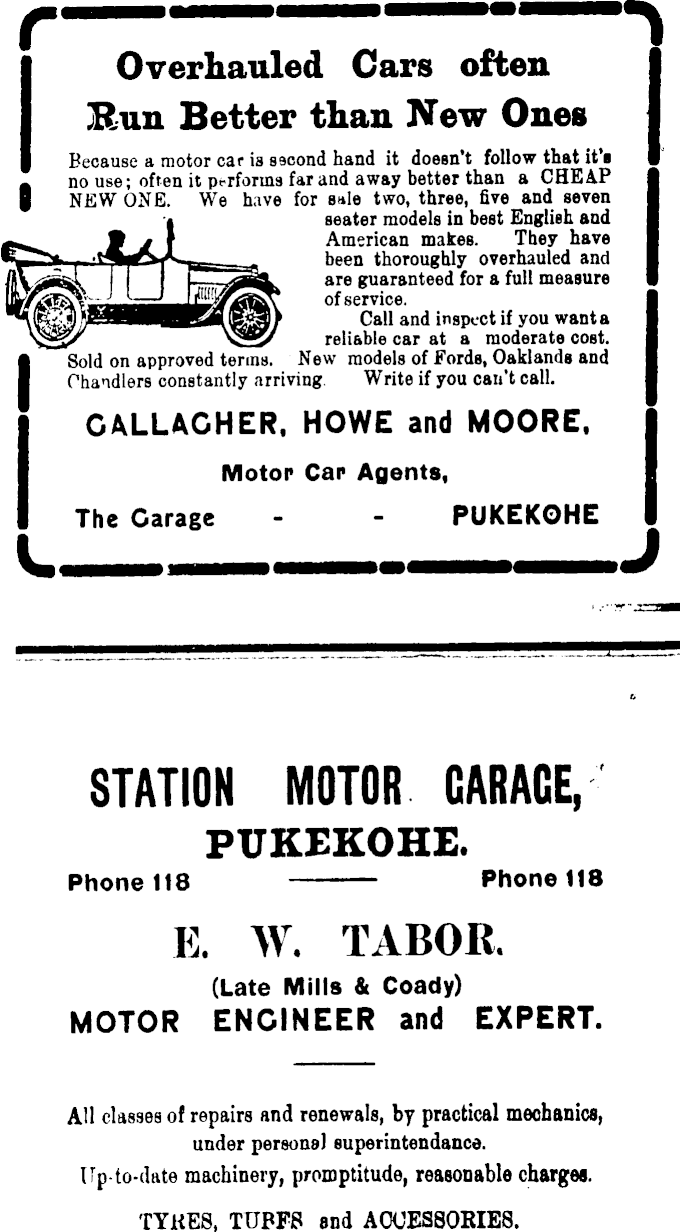 Overhauled Cars often
Run Better than New Ones
Because a motor car is second hand it doesn't follow that it's
no use; often it performs far and away better than a CHEAP
NEW ONE. We have for sale two, three, five and seven
seater models in best English and
American makes. They have
been thoroughly overhauled and
are guaranteed for a full measure
of service.
Call and inspect if you want a
reliable car at a moderate cost.
Sold on approved terms. New models of Fords, Oaklands and
Chandlers constantly arriving. Write if you can't call.
GALLAGHER, HOWE and MOORE,
Motor Car Agents,
The Garage - - PUKEKOHE
STATION MOTOR GARAGE,
PUKEKOHE.
Phone 118 Phone 118
E. W. TABOR.
(Late Mills & Coady)
MOTOR ENGINEER and EXPERT.
All classes of repairs and renewals, by practical mechanics,
under personal superintendance.
Up-to-date machinery, promptitude, reasonable charges.
TYRES, TUBES and ACCESSORIES.